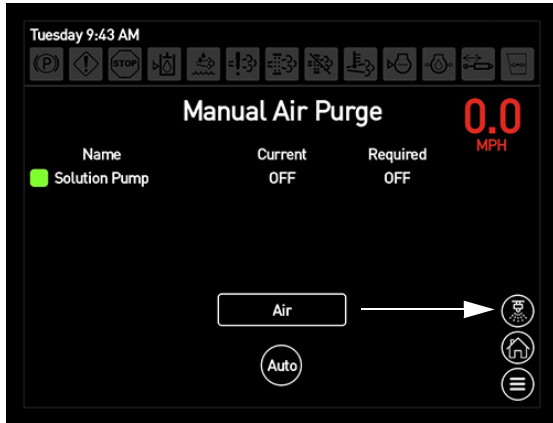 Tuesday 9:43 AM
(P) STOP
Manual Air Purge
0.0
MPH
Name Current Required
Solution Pump OFF OFF
Air
Auto